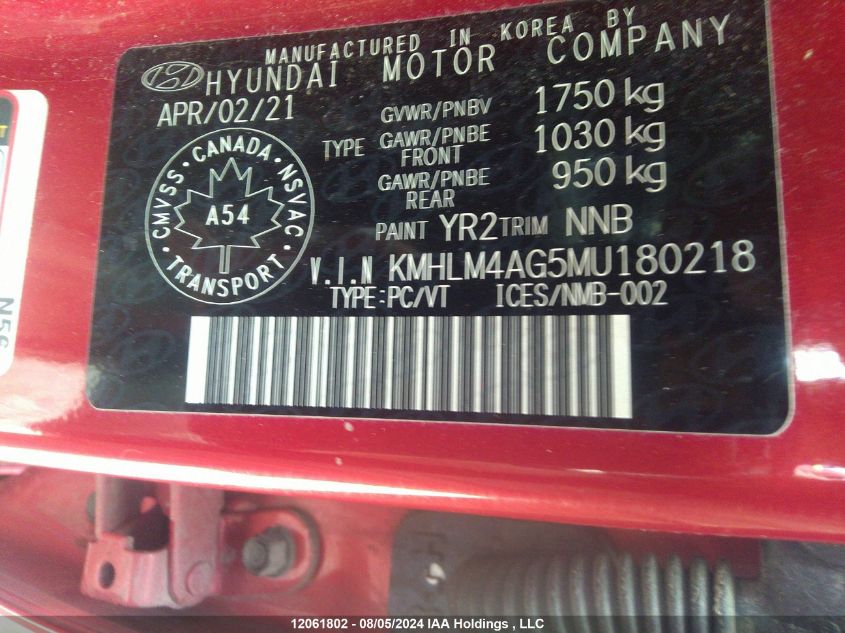 MANUFACTURED IN KOREA BY
HYUNDAI MOTOR COMPANY
APR/02/21
GVWR/PNBV 1750 kg
TYPE GAWR/PNBE FRONT 1030 kg
GAWR/PNBE REAR 950 kg
CMVSS · CANADA · NSVAC · TRANSPORT ·
A54
PAINT YR2 TRIM NNB
V.I.N KMHLM4AG5MU180218
TYPE:PC/VT ICES/NMB-002
12061802 - 08/05/2024 IAA Holdings , LLC